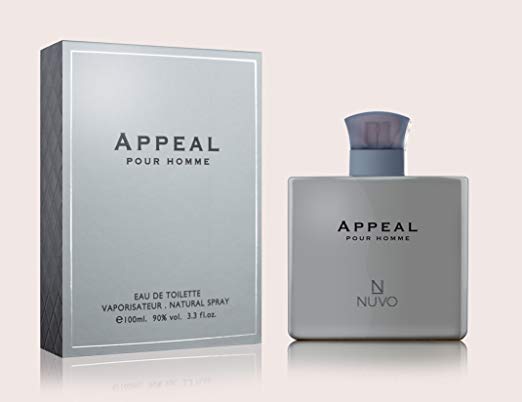 APPEAL
POUR HOMME
EAU DE TOILETTE
VAPORISATEUR . NATURAL SPRAY
℮100ml. 90% vol. 3.3 fl.oz.
APPEAL
POUR HOMME
N
NUVO